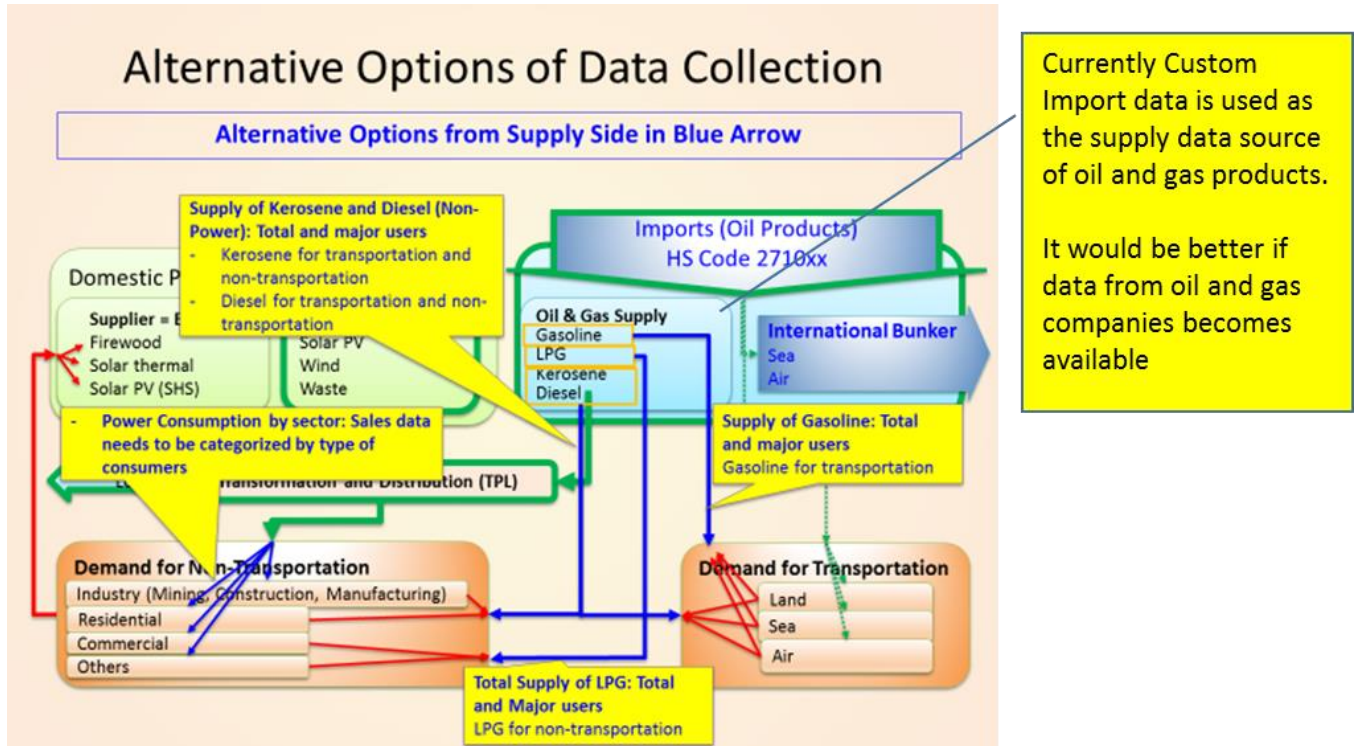 Alternative Options of Data Collection
Alternative Options from Supply Side in Blue Arrow
Currently Custom
Import data is used as
the supply data source
of oil and gas products.
It would be better if
data from oil and gas
companies becomes
available
Supply of Kerosene and Diesel (Non-
Power): Total and major users
- Kerosene for transportation and
non-transportation
- Diesel for transportation and non-
transportation
Imports (Oil Products)
HS Code 2710xx
Domestic P
Supplier = E
Firewood
Solar thermal
Solar PV (SHS)
Solar PV
Wind
Waste
Oil & Gas Supply
Gasoline
LPG
Kerosene
Diesel
International Bunker
Sea
Air
- Power Consumption by sector: Sales data
needs to be categorized by type of
consumers
Supply of Gasoline: Total
and major users
Gasoline for transportation
Transformation and Distribution (TPL)
Demand for Non-Transportation
Industry (Mining, Construction, Manufacturing)
Residential
Commercial
Others
Demand for Transportation
Land
Sea
Air
Total Supply of LPG: Total
and Major users
LPG for non-transportation